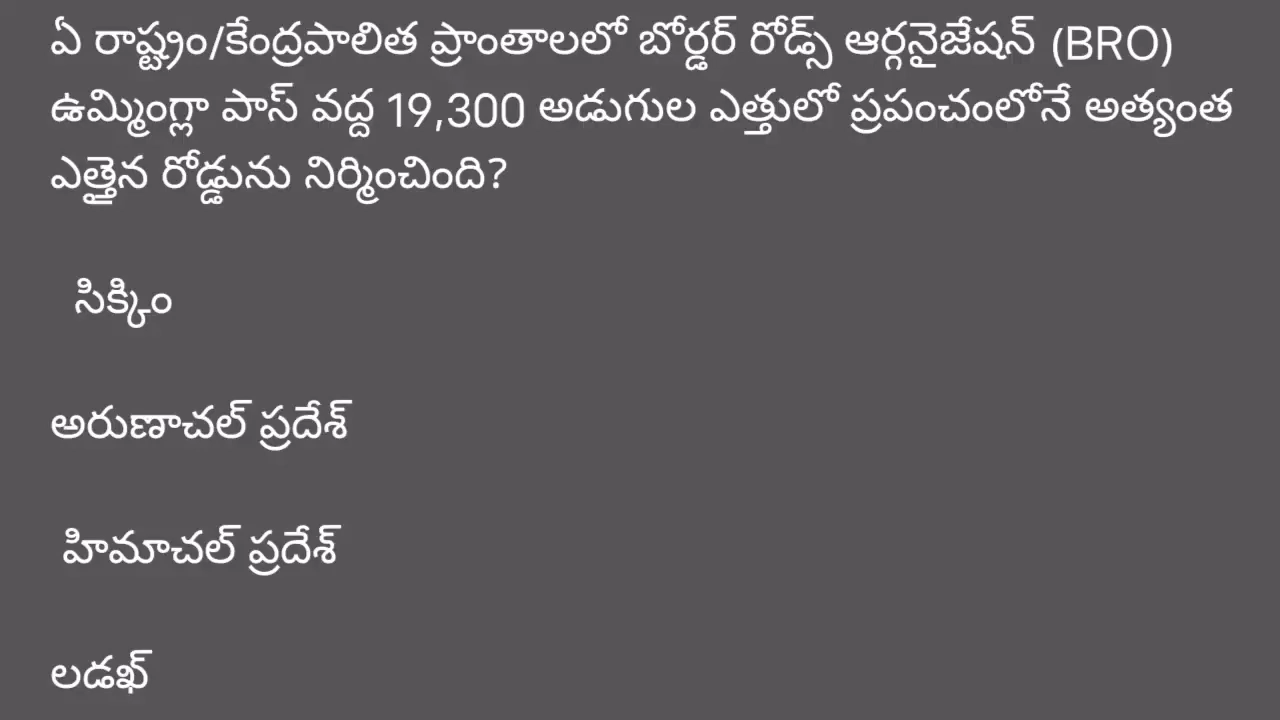 ఏ రాష్ట్రం/కేంద్రపాలిత ప్రాంతాలలో బోర్డర్ రోడ్స్ ఆర్గనైజేషన్ (BRO)
ఉమ్మింగ్లా పాస్ వద్ద 19,300 అడుగుల ఎత్తులో ప్రపంచంలోనే అత్యంత
ఎత్తైన రోడ్డును నిర్మించింది?
సిక్కిం
అరుణాచల్ ప్రదేశ్
హిమాచల్ ప్రదేశ్
లడఖ్